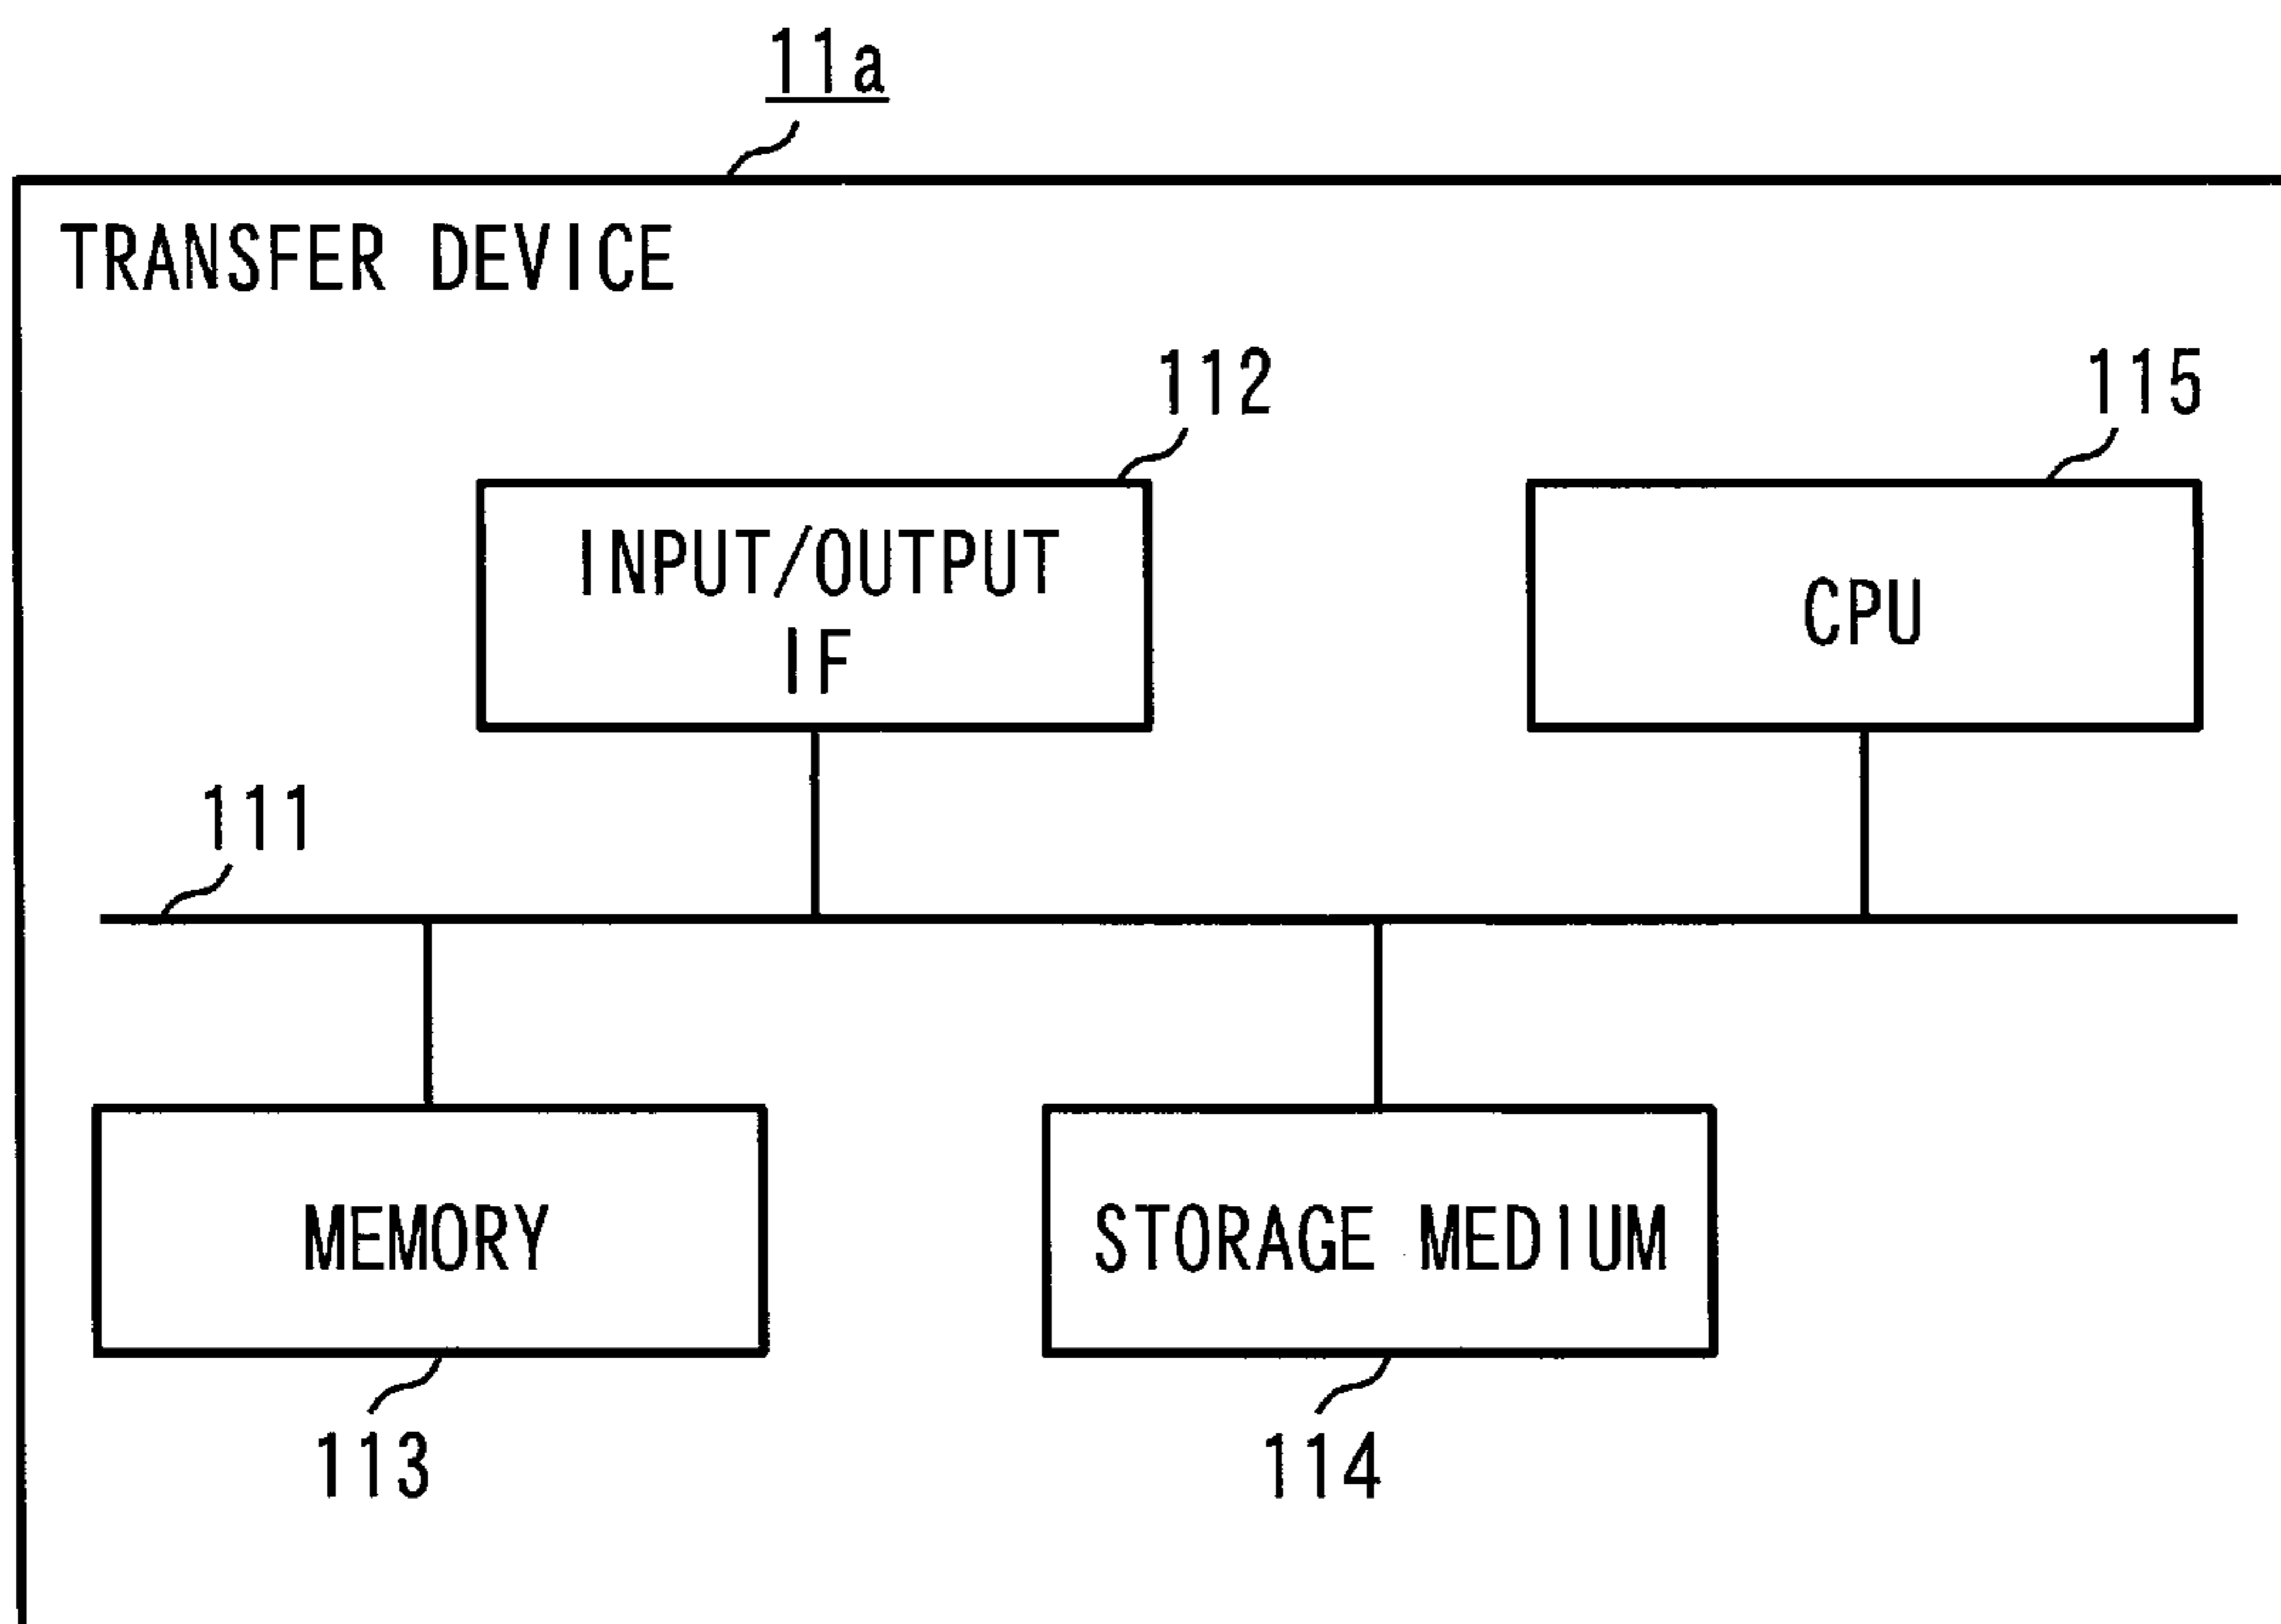 11a
TRANSFER DEVICE
112
115
INPUT/OUTPUT
IF
CPU
111
MEMORY
STORAGE MEDIUM
113
114